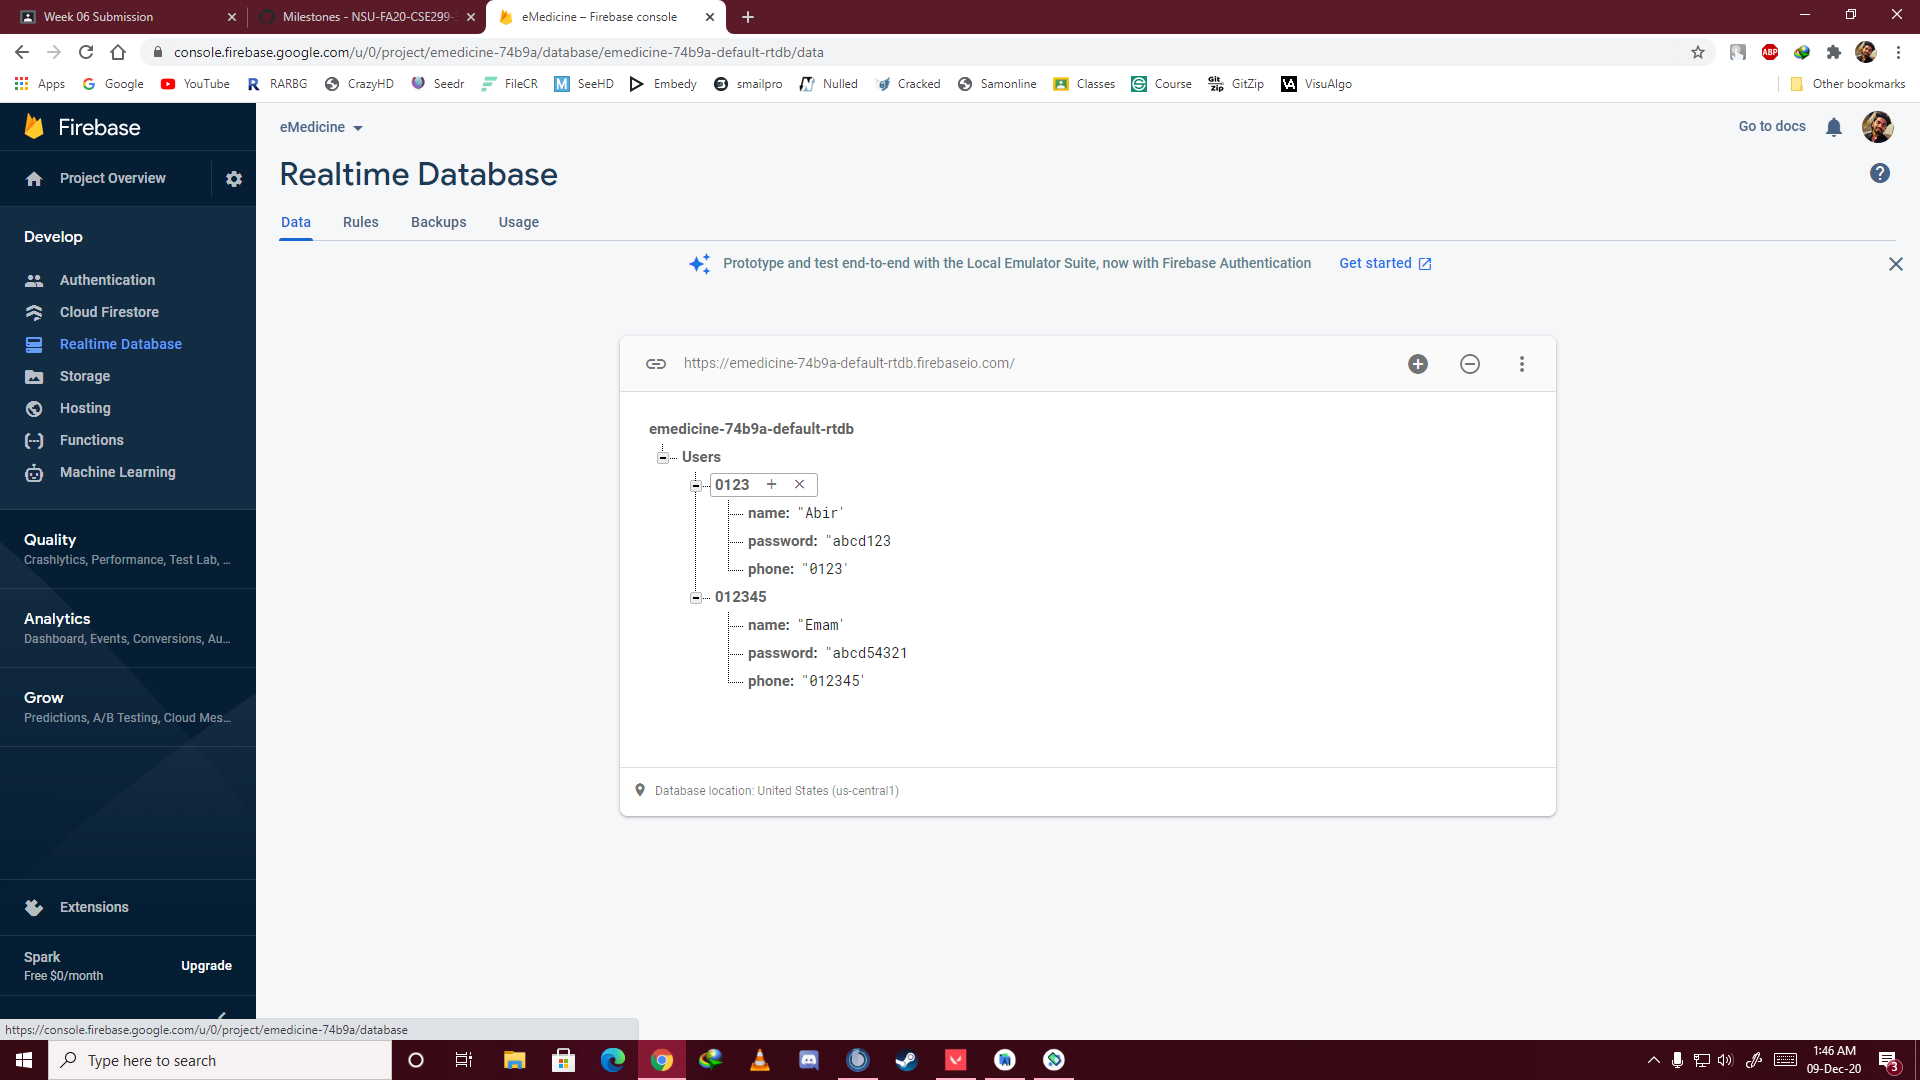 Week 06 Submission
Milestones - NSU-FA20-CSE299-
eMedicine – Firebase console
console.firebase.google.com/u/0/project/emedicine-74b9a/database/emedicine-74b9a-default-rtdb/data
ABP
Apps
Google
YouTube
RARBG
CrazyHD
Seedr
FileCR
SeeHD
Embedy
smailpro
Nulled
Cracked
Samonline
Classes
Course
GitZip
VisuAlgo
Other bookmarks
Firebase
eMedicine
Go to docs
Project Overview
Realtime Database
Data
Rules
Backups
Usage
Develop
Prototype and test end-to-end with the Local Emulator Suite, now with Firebase Authentication
Get started
Authentication
Cloud Firestore
Realtime Database
Storage
Hosting
Functions
Machine Learning
https://emedicine-74b9a-default-rtdb.firebaseio.com/
emedicine-74b9a-default-rtdb
Users
0123
name: "Abir'
password: "abcd123
phone: "0123'
012345
name: "Emam'
password: "abcd54321
phone: "012345'
Database location: United States (us-central1)
Quality
Crashlytics, Performance, Test Lab, ...
Analytics
Dashboard, Events, Conversions, Au...
Grow
Predictions, A/B Testing, Cloud Mes...
Extensions
Spark
Free $0/month
Upgrade
https://console.firebase.google.com/u/0/project/emedicine-74b9a/database
Type here to search
1:46 AM
09-Dec-20
3